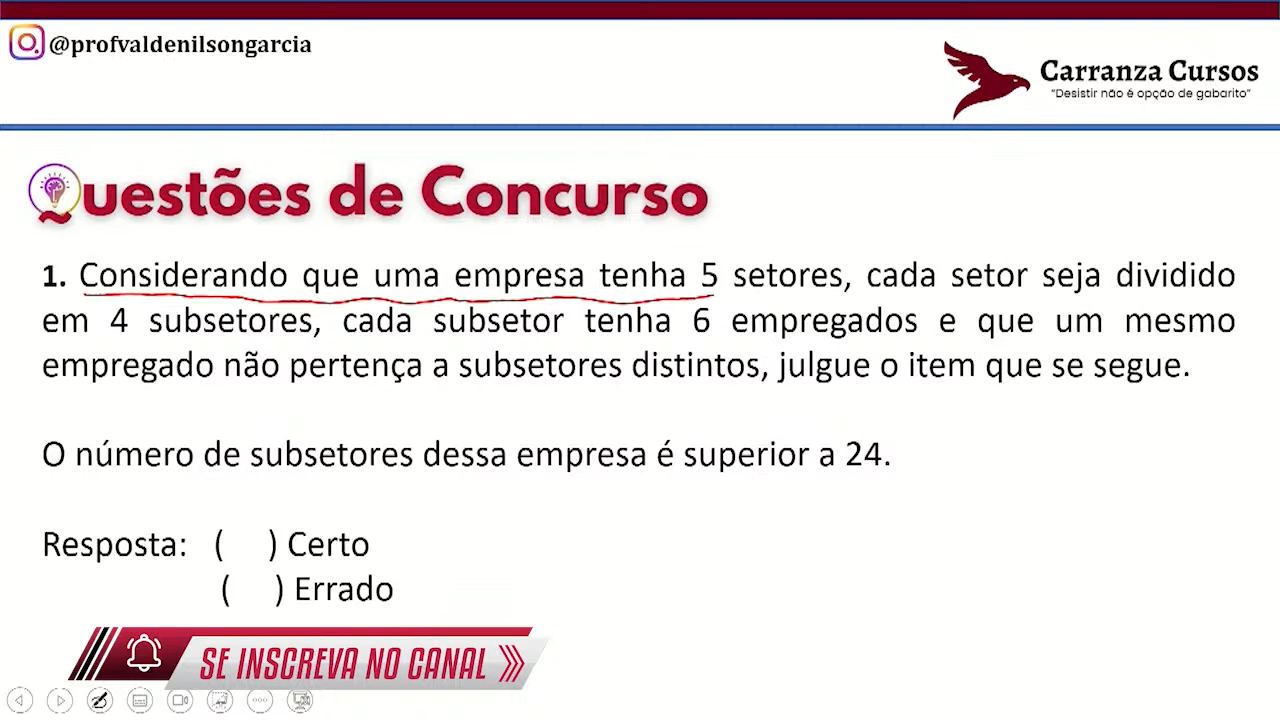 @profvaldenilsongarcia
Carranza Cursos
"Desistir não é opção de gabarito"
Questões de Concurso
1. Considerando que uma empresa tenha 5 setores, cada setor seja dividido
em 4 subsetores, cada subsetor tenha 6 empregados e que um mesmo
empregado não pertença a subsetores distintos, julgue o item que se segue.
O número de subsetores dessa empresa é superior a 24.
Resposta: ( ) Certo
( ) Errado
SE INSCREVA NO CANAL